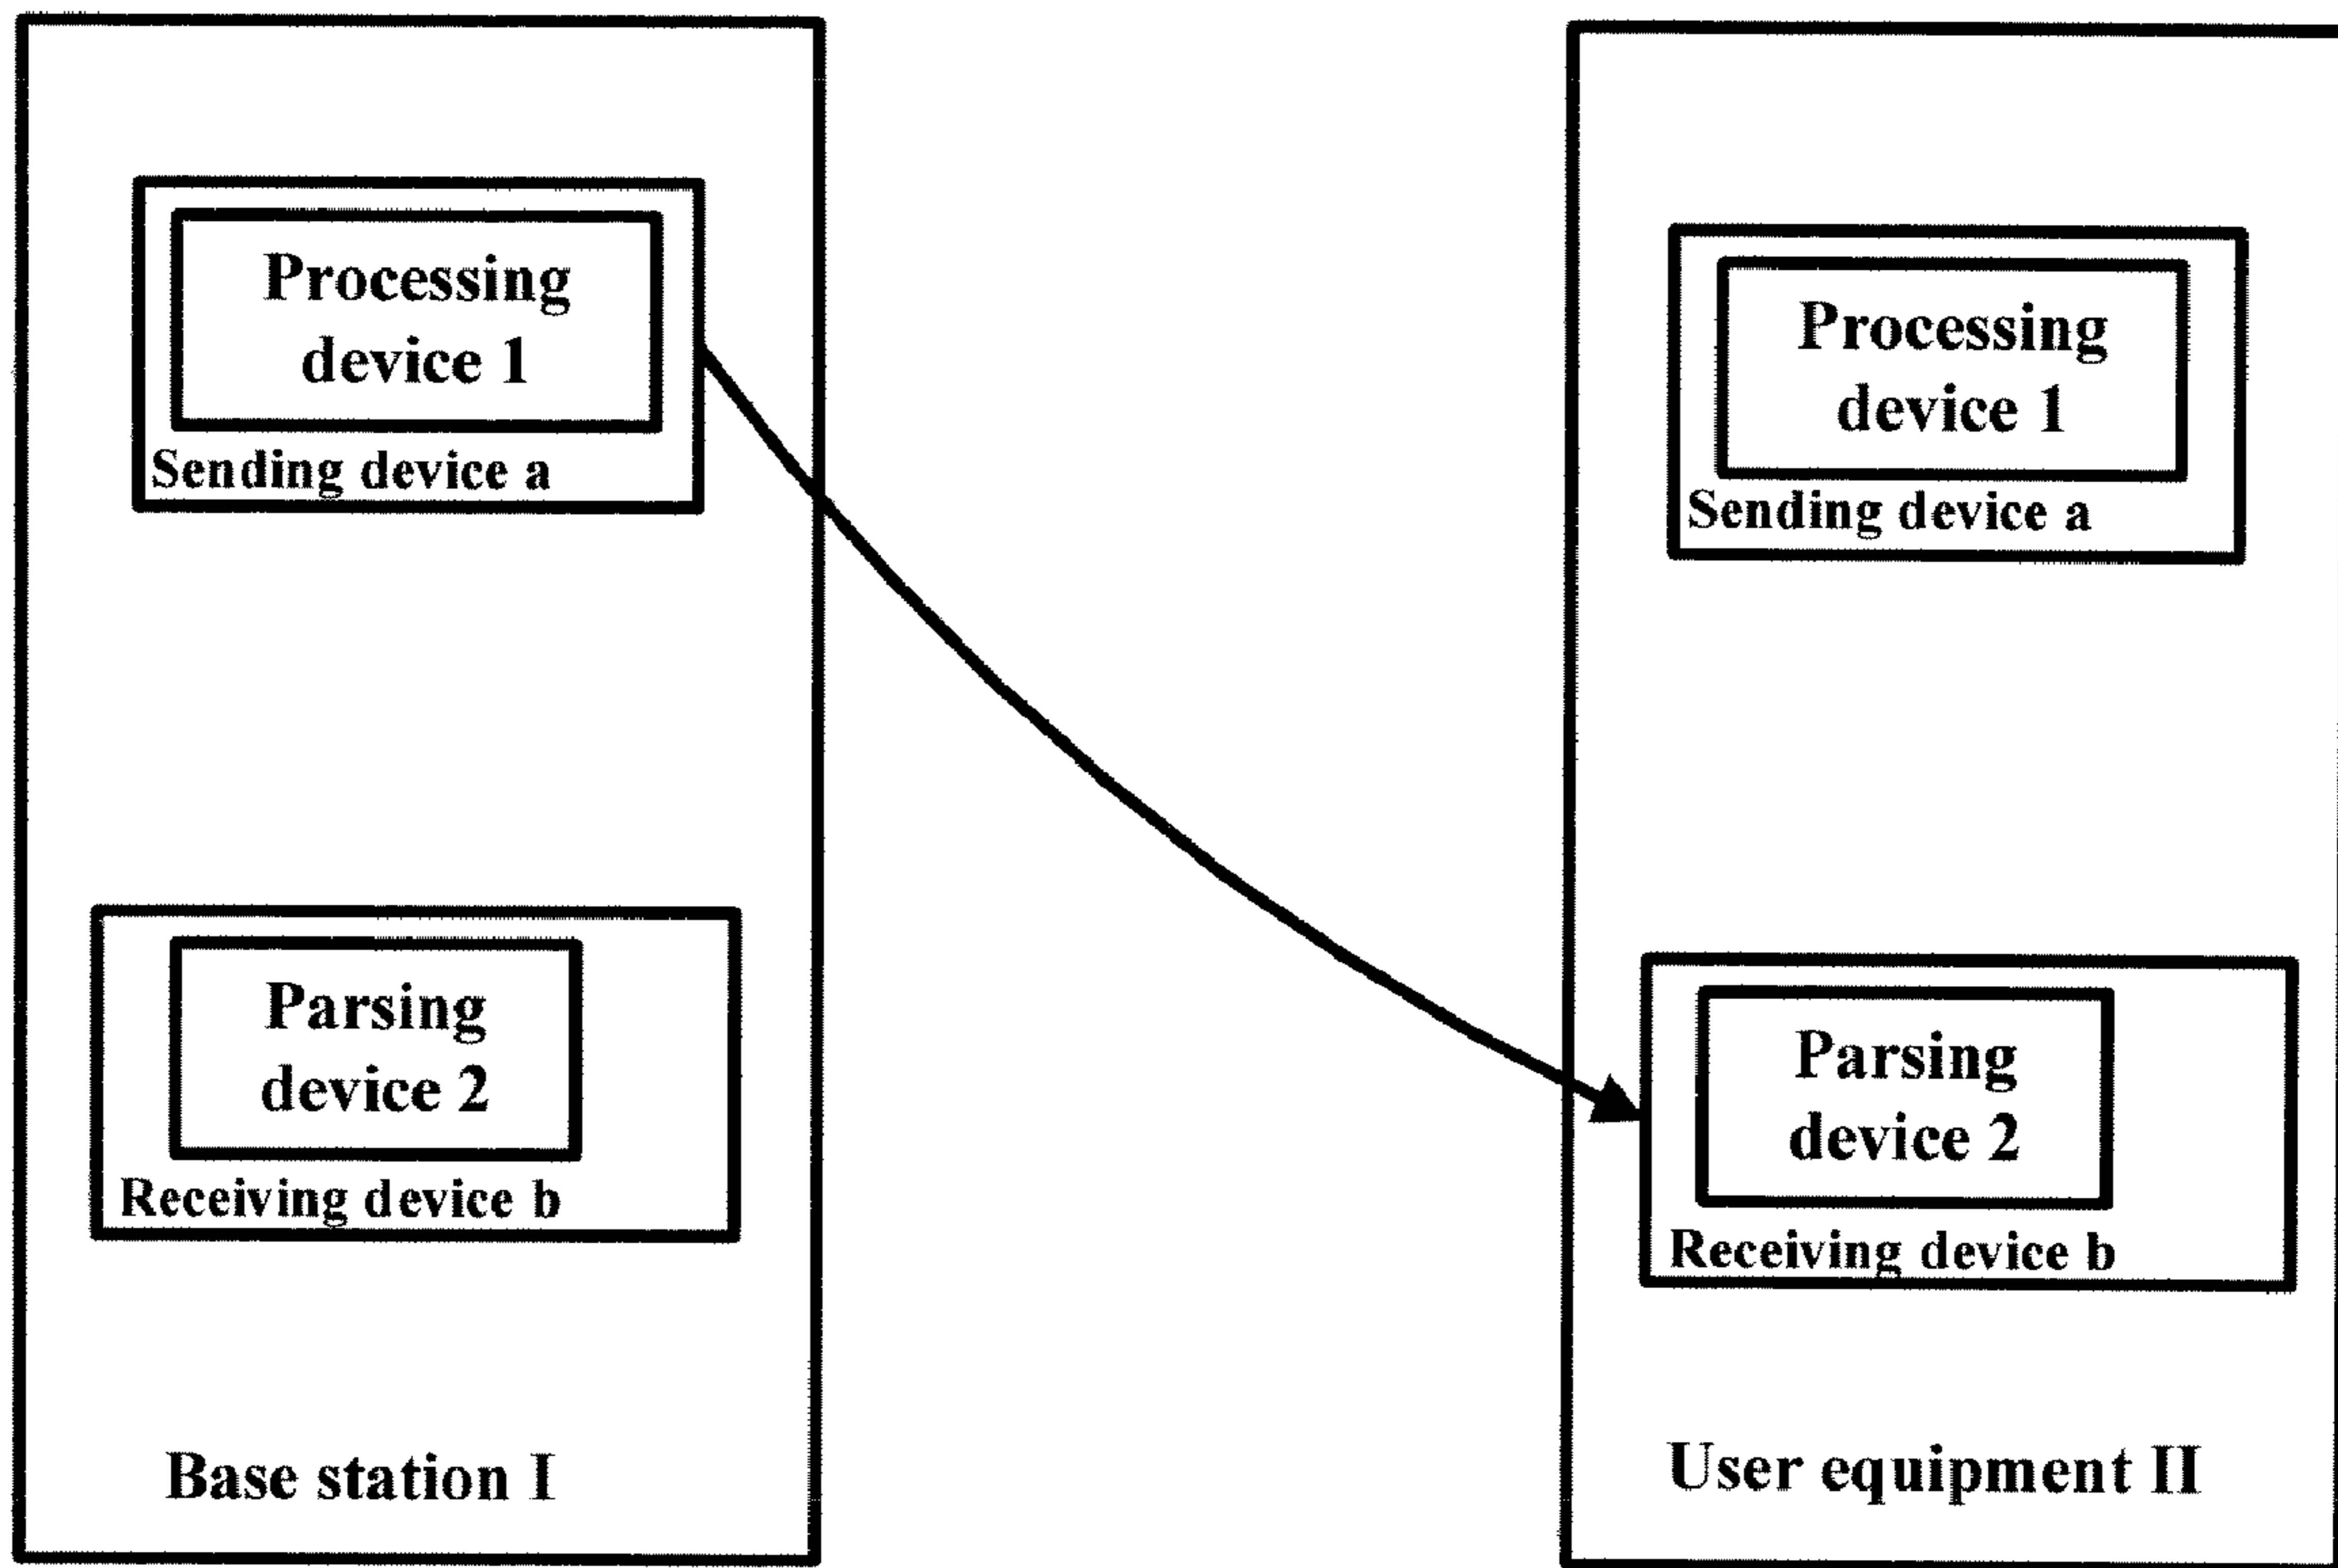 Processing
device 1
Sending device a
Parsing
device 2
Receiving device b
Base station I
Processing
device 1
Sending device a
Parsing
device 2
Receiving device b
User equipment II